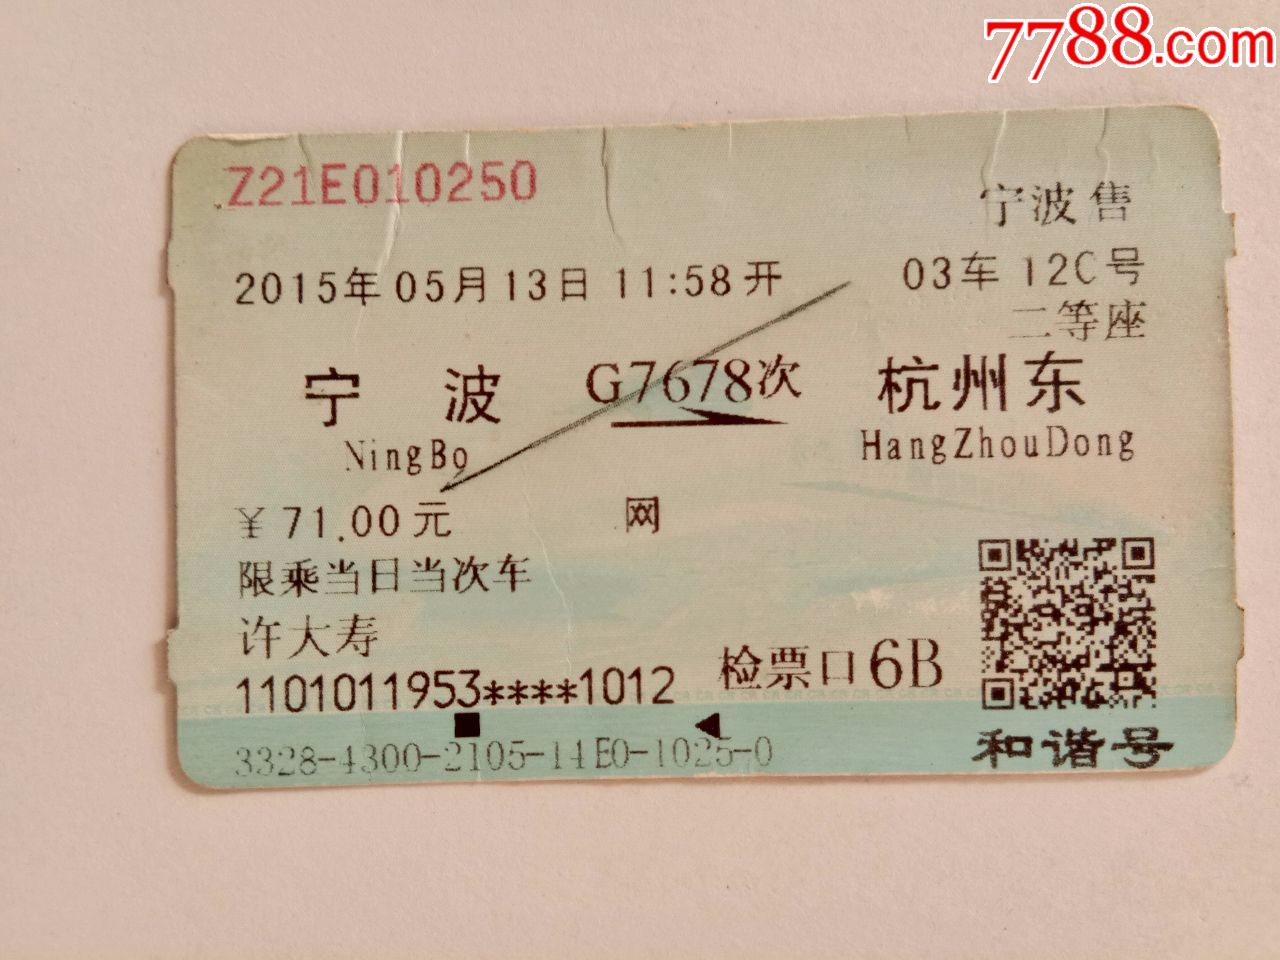 7788.com
Z21E010250
宁波售
2015年05月13日11:58开
03车12C号
二等座
宁波 G7678次 杭州东
NingBo HangZhouDong
¥71.00元 网
限乘当日当次车
许大寿
1101011953****1012
检票口6B
和谐号
3328-4300-2105-14E0-1025-0